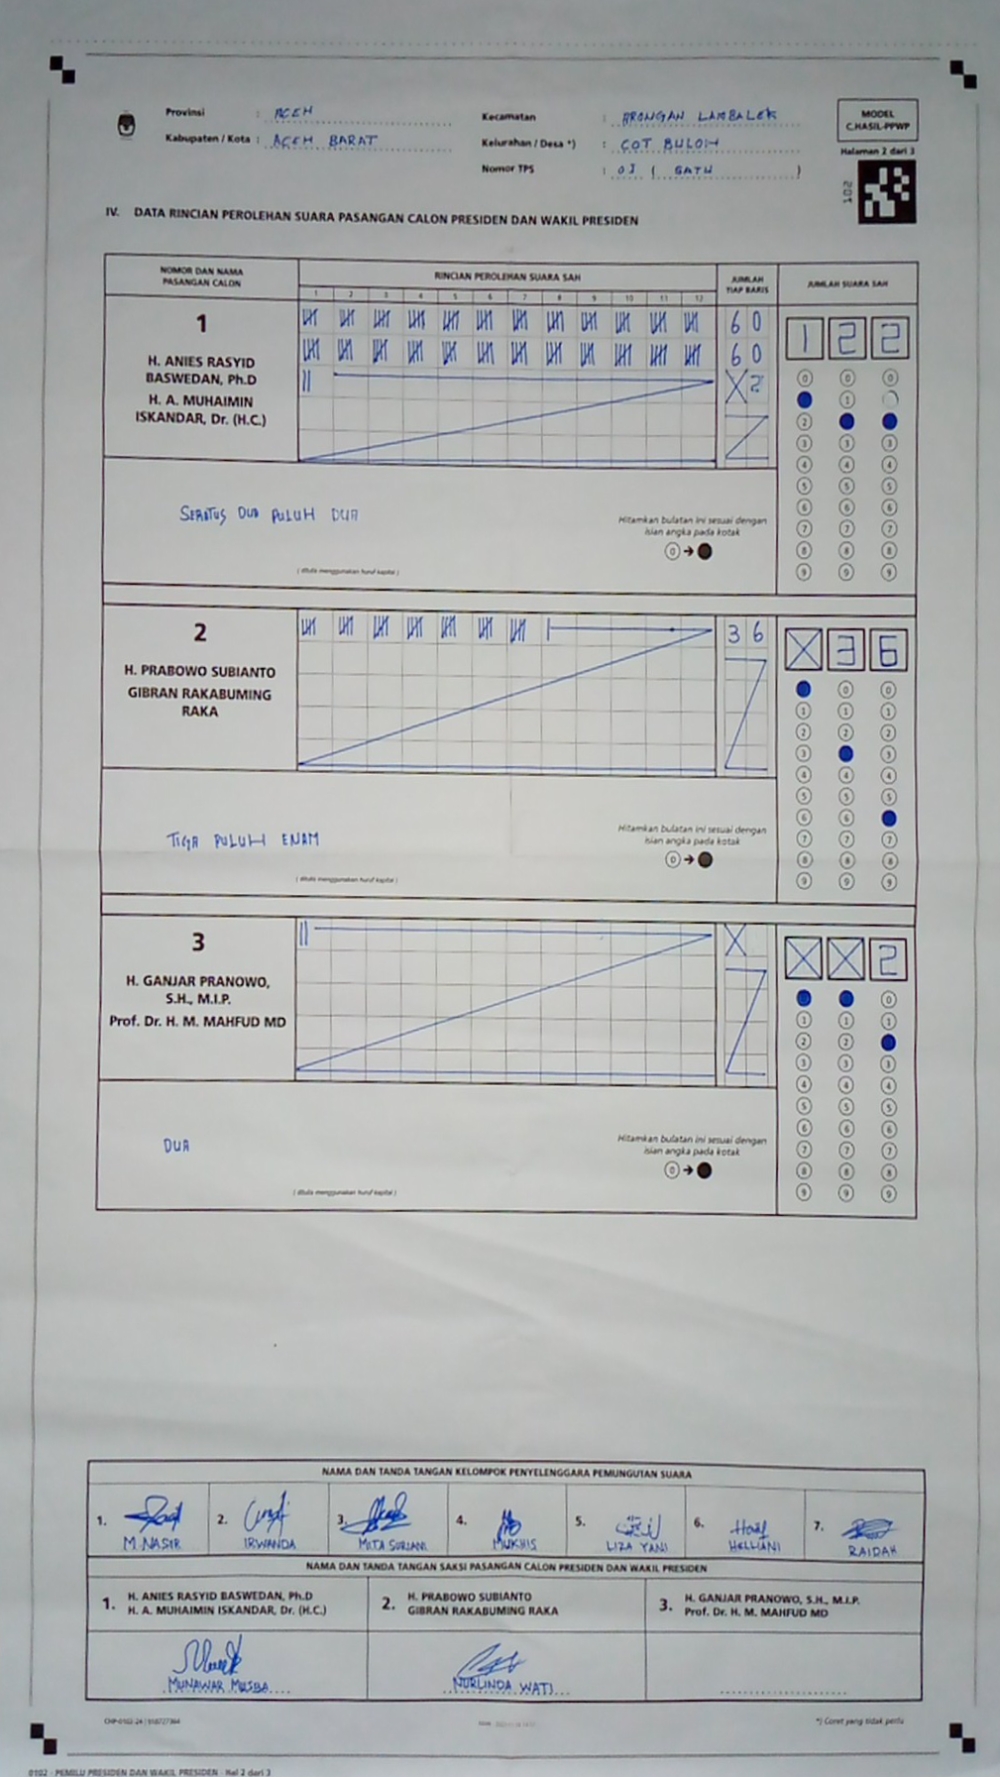 Provinsi : ACEH
Kabupaten / Kota : ACEH BARAT
Kecamatan : ARONGAN LAMBALEK
Kelurahan / Desa *) : COT BULOH
Nomor TPS : 01 ( SATU )
MODEL
C.HASIL-PPWP
Halaman 2 dari 3
102
IV. DATA RINCIAN PEROLEHAN SUARA PASANGAN CALON PRESIDEN DAN WAKIL PRESIDEN
NOMOR DAN NAMA
PASANGAN CALON
RINCIAN PEROLEHAN SUARA SAH
1 2 3 4 5 6 7 8 9 10 11 12
JUMLAH
TIAP BARIS
JUMLAH SUARA SAH
1
H. ANIES RASYID
BASWEDAN, Ph.D
H. A. MUHAIMIN
ISKANDAR, Dr. (H.C.)
60
60
X2
1 2 2
SERATUS DUA PULUH DUA
Hitamkan bulatan ini sesuai dengan
isian angka pada kotak
0 → 
( ditulis menggunakan huruf kapital )
2
H. PRABOWO SUBIANTO
GIBRAN RAKABUMING
RAKA
36
X 3 6
TIGA PULUH ENAM
Hitamkan bulatan ini sesuai dengan
isian angka pada kotak
0 → 
( ditulis menggunakan huruf kapital )
3
H. GANJAR PRANOWO,
S.H., M.I.P.
Prof. Dr. H. M. MAHFUD MD
X
X X 2
DUA
Hitamkan bulatan ini sesuai dengan
isian angka pada kotak
0 → 
( ditulis menggunakan huruf kapital )
NAMA DAN TANDA TANGAN KELOMPOK PENYELENGGARA PEMUNGUTAN SUARA
1. M.NASIR
2. IRWANDA
3. MITA SURIANI
4. MUKHIS
5. LIZA YANI
6. HELLIANI
7. RAIDAH
NAMA DAN TANDA TANGAN SAKSI PASANGAN CALON PRESIDEN DAN WAKIL PRESIDEN
1. H. ANIES RASYID BASWEDAN, Ph.D
H. A. MUHAIMIN ISKANDAR, Dr. (H.C.)
2. H. PRABOWO SUBIANTO
GIBRAN RAKABUMING RAKA
3. H. GANJAR PRANOWO, S.H., M.I.P.
Prof. Dr. H. M. MAHFUD MD
MUNAWAR MUSBA
NURLINDA WATI
*) Coret yang tidak perlu
0102 - PEMILU PRESIDEN DAN WAKIL PRESIDEN - Hal 2 dari 3